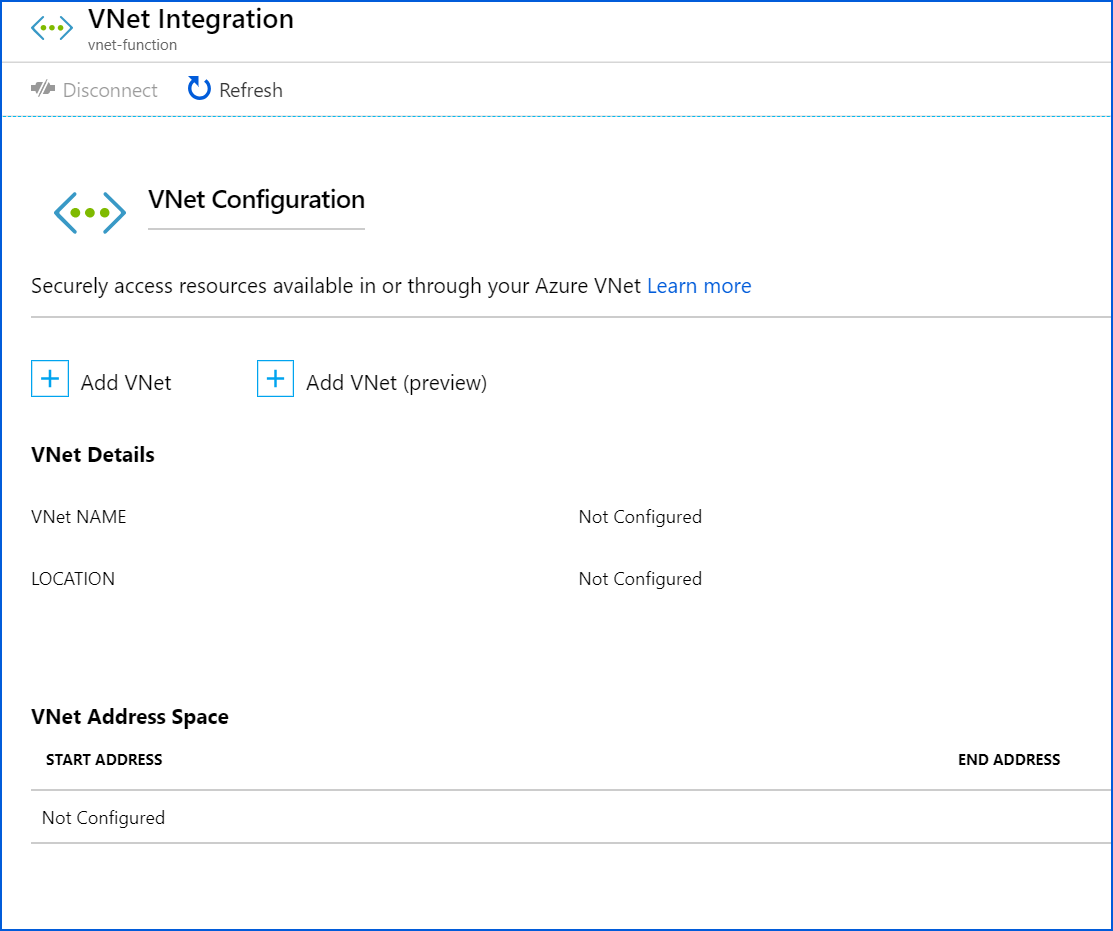 VNet Integration
vnet-function
Disconnect Refresh
VNet Configuration
Securely access resources available in or through your Azure VNet Learn more
Add VNet Add VNet (preview)
VNet Details
VNet NAME Not Configured
LOCATION Not Configured
VNet Address Space
START ADDRESS END ADDRESS
Not Configured